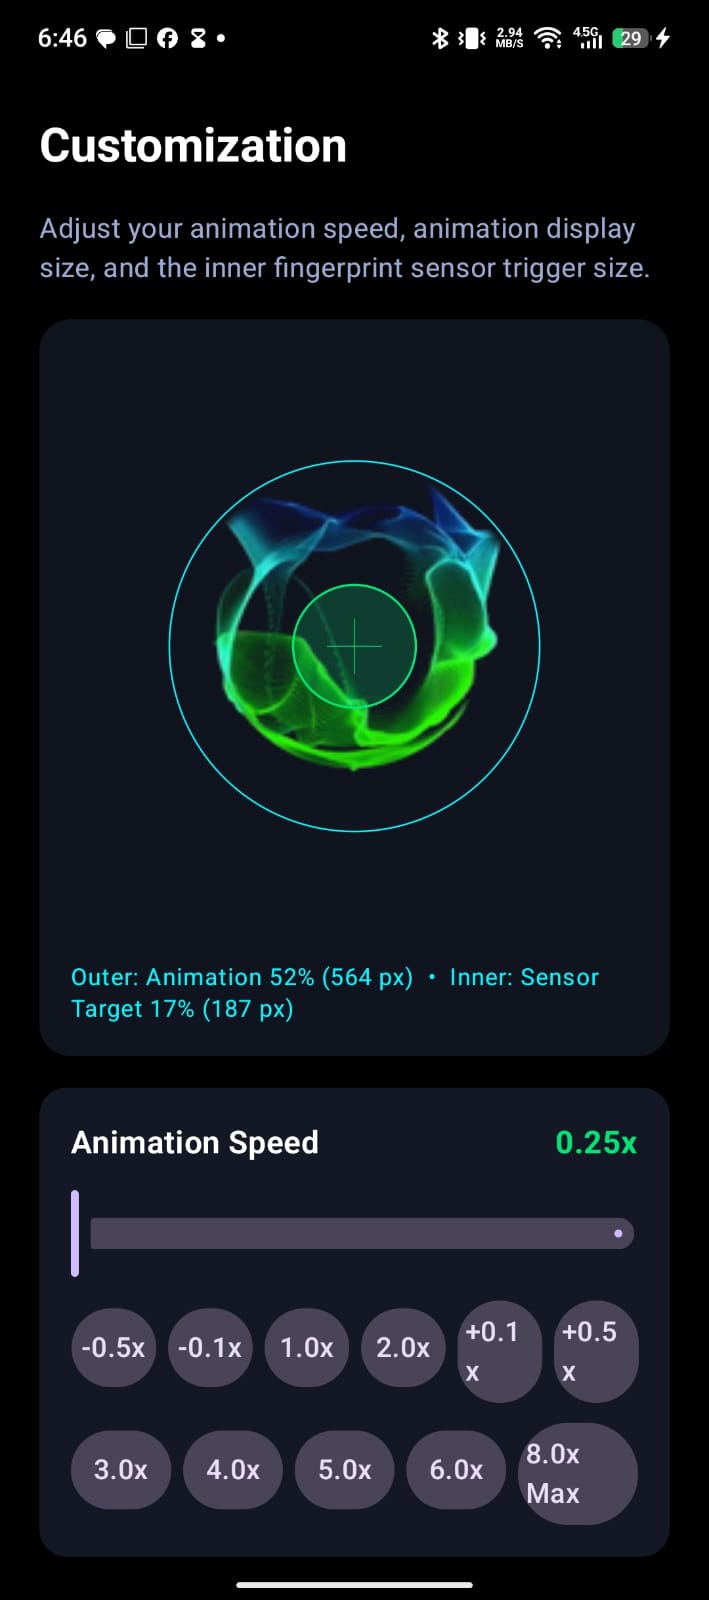 6:46 2.94 MB/S 4.5G 29
Customization
Adjust your animation speed, animation display
size, and the inner fingerprint sensor trigger size.
Outer: Animation 52% (564 px) • Inner: Sensor
Target 17% (187 px)
Animation Speed 0.25x
-0.5x -0.1x 1.0x 2.0x +0.1x +0.5x
3.0x 4.0x 5.0x 6.0x 8.0x Max